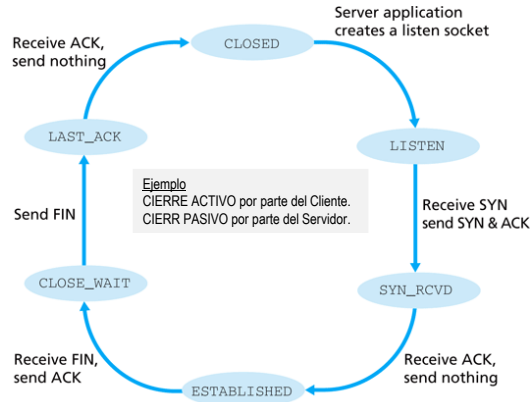 Server application
creates a listen socket
Receive ACK,
send nothing
CLOSED
LAST_ACK
LISTEN
Ejemplo
CIERRE ACTIVO por parte del Cliente.
CIERR PASIVO por parte del Servidor.
Send FIN
Receive SYN
send SYN & ACK
CLOSE_WAIT
SYN_RCVD
Receive FIN,
send ACK
Receive ACK,
send nothing
ESTABLISHED